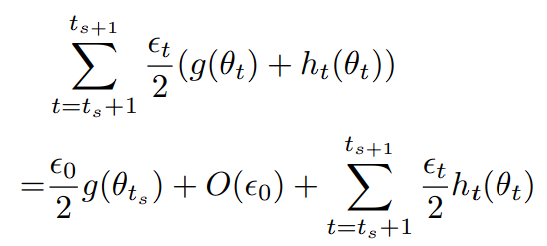 \sum_{t=t_s+1}^{t_{s+1}} \frac{\epsilon_t}{2}(g(\theta_t) + h_t(\theta_t))
=\frac{\epsilon_0}{2}g(\theta_{t_s}) + O(\epsilon_0) + \sum_{t=t_s+1}^{t_{s+1}} \frac{\epsilon_t}{2}h_t(\theta_t)